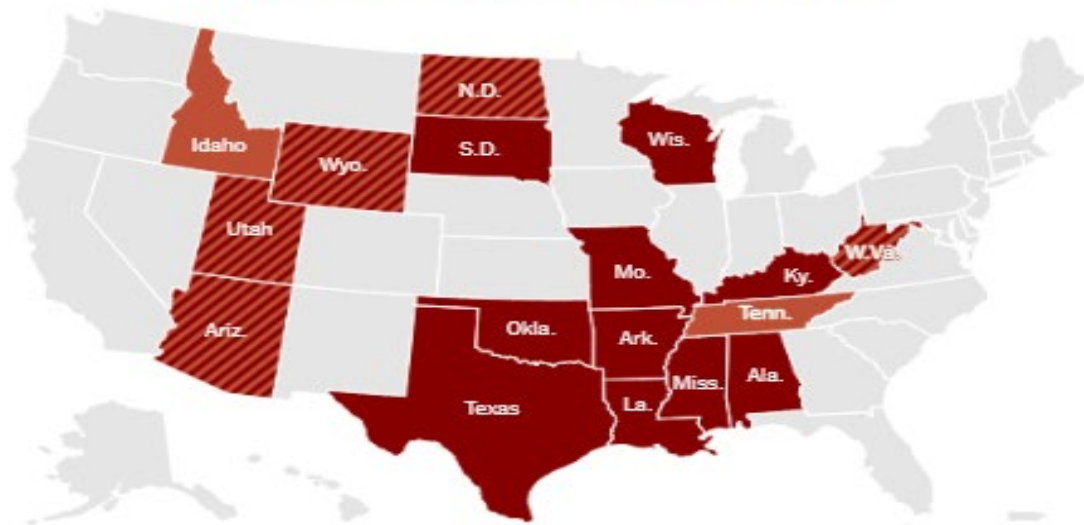 N.D.
Idaho
Wyo.
S.D.
Wis.
Utah
Mo.
Ky.
W.Va.
Ariz.
Okla.
Ark.
Tenn.
Texas
La.
Miss.
Ala.